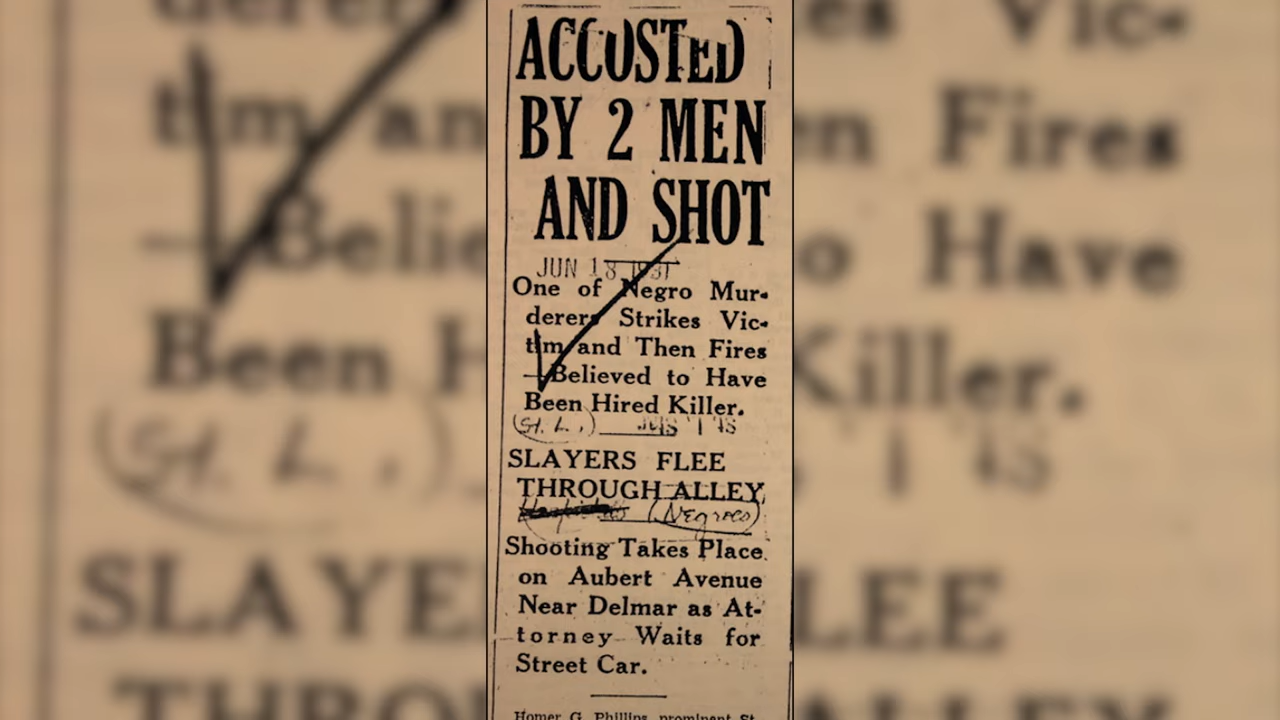 ACCOSTED
BY 2 MEN
AND SHOT
JUN 18 1931
One of Negro Mur-
derers Strikes Vic-
tim and Then Fires
—Believed to Have
Been Hired Killer.
(St. L.)
SLAYERS FLEE
THROUGH ALLEY
(Negroes)
Shooting Takes Place
on Aubert Avenue
Near Delmar as At-
torney Waits for
Street Car.
Homer G. Phillips, prominent St.